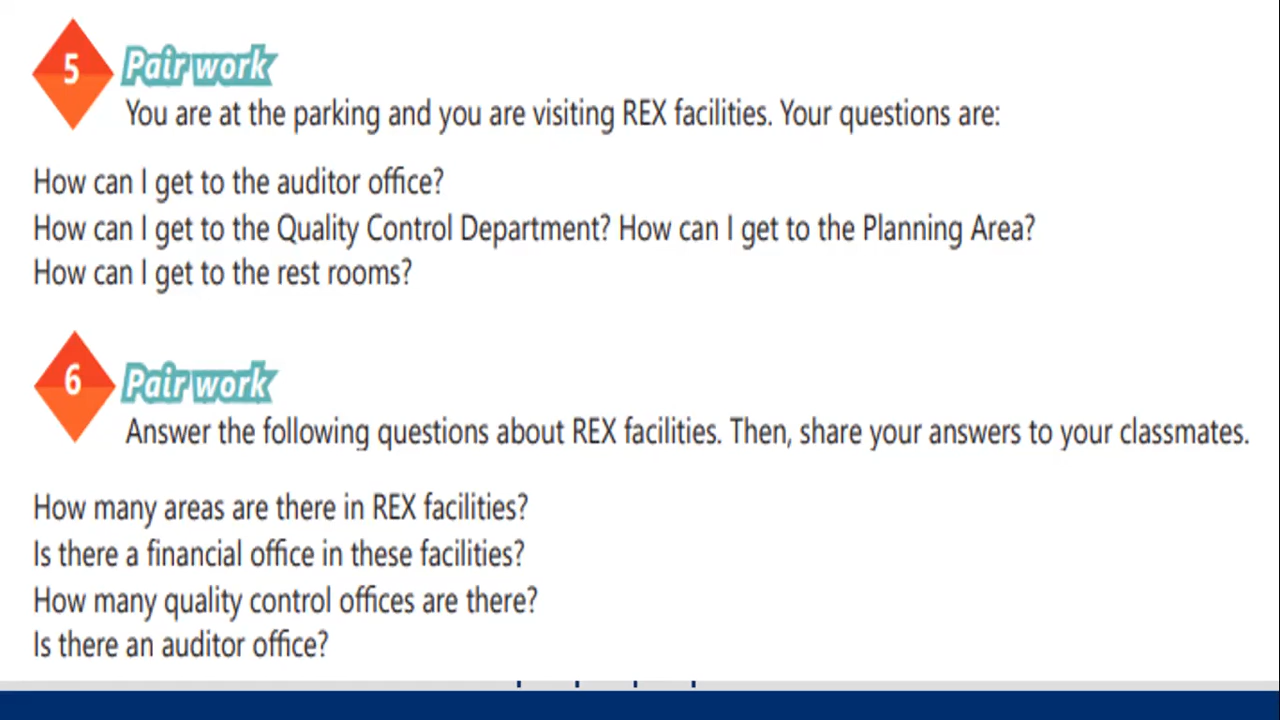 5 Pair work
You are at the parking and you are visiting REX facilities. Your questions are:
How can I get to the auditor office?
How can I get to the Quality Control Department? How can I get to the Planning Area?
How can I get to the rest rooms?
6 Pair work
Answer the following questions about REX facilities. Then, share your answers to your classmates.
How many areas are there in REX facilities?
Is there a financial office in these facilities?
How many quality control offices are there?
Is there an auditor office?